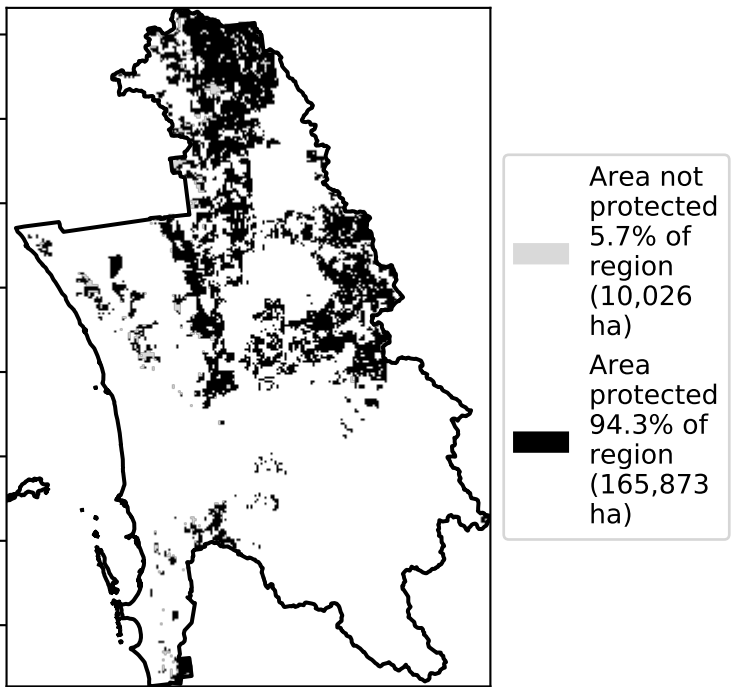 Area not
protected
5.7% of
region
(10,026
ha)
Area
protected
94.3% of
region
(165,873
ha)